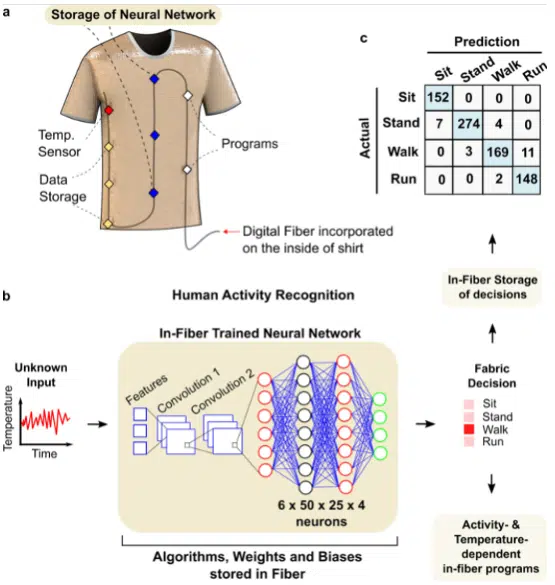 a
Storage of Neural Network
Temp.
Sensor
Data
Storage
Programs
Digital Fiber incorporated
on the inside of shirt
c
Prediction
Sit Stand Walk Run
Actual
Sit 152 0 0 0
Stand 7 274 4 0
Walk 0 3 169 11
Run 0 0 2 148
In-Fiber Storage
of decisions
b
Human Activity Recognition
In-Fiber Trained Neural Network
Unknown
Input
Temperature
Time
Features
Convolution 1
Convolution 2
6 x 50 x 25 x 4
neurons
Algorithms, Weights and Biases
stored in Fiber
Fabric
Decision
Sit
Stand
Walk
Run
Activity- &
Temperature-
dependent
in-fiber programs